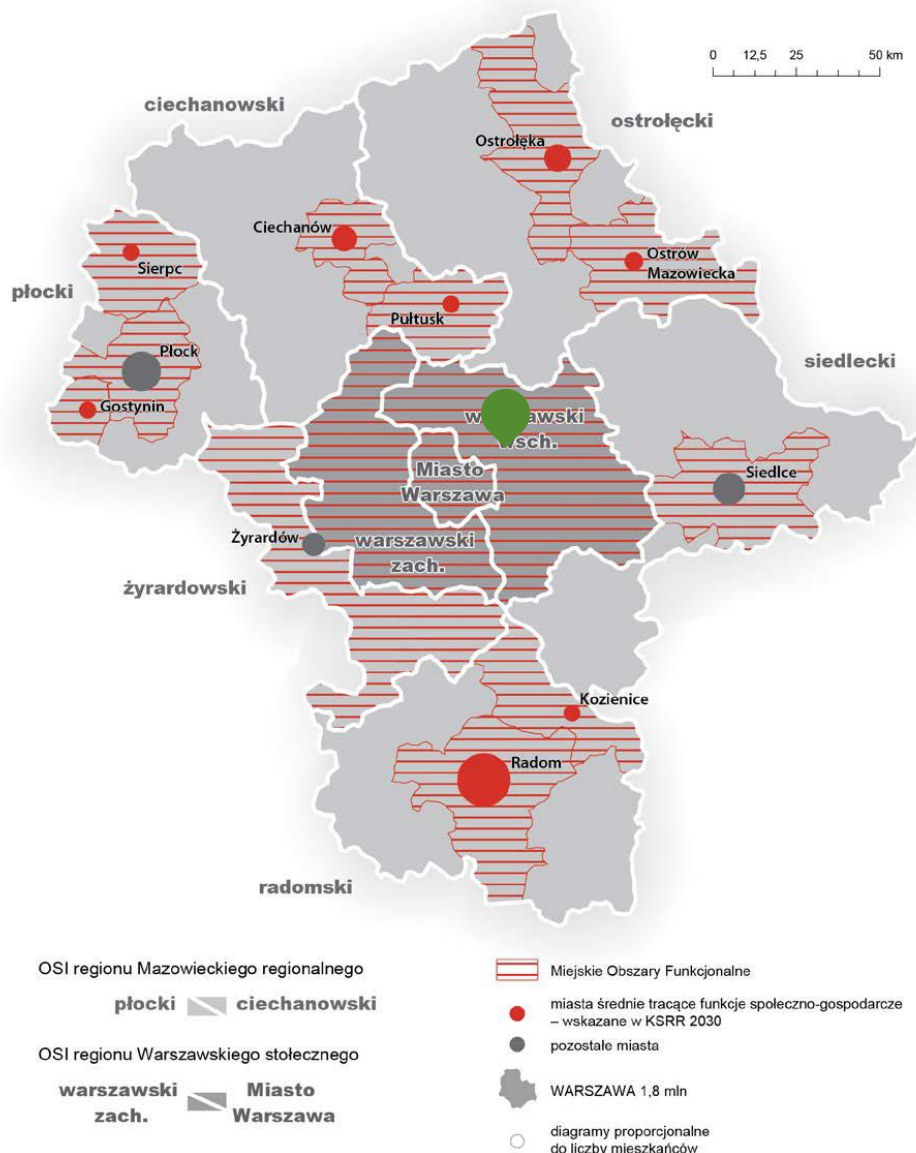 0 12,5 25 50 km
ciechanowski
ostrołęcki
Ostrołęka
Ciechanów
Sierpc
Ostrów
Mazowiecka
płocki
Pułtusk
Płock
siedlecki
Gostynin
wsch.
Miasto
Warszawa
Siedlce
Żyrardów
warszawski
zach.
żyrardowski
Kozienice
Radom
radomski
OSI regionu Mazowieckiego regionalnego
płocki ciechanowski
OSI regionu Warszawskiego stołecznego
warszawski
zach.
Miasto
Warszawa
Miejskie Obszary Funkcjonalne
miasta średnie tracące funkcje społeczno-gospodarcze
– wskazane w KSRR 2030
pozostałe miasta
WARSZAWA 1,8 mln
diagramy proporcjonalne
do liczby mieszkańców